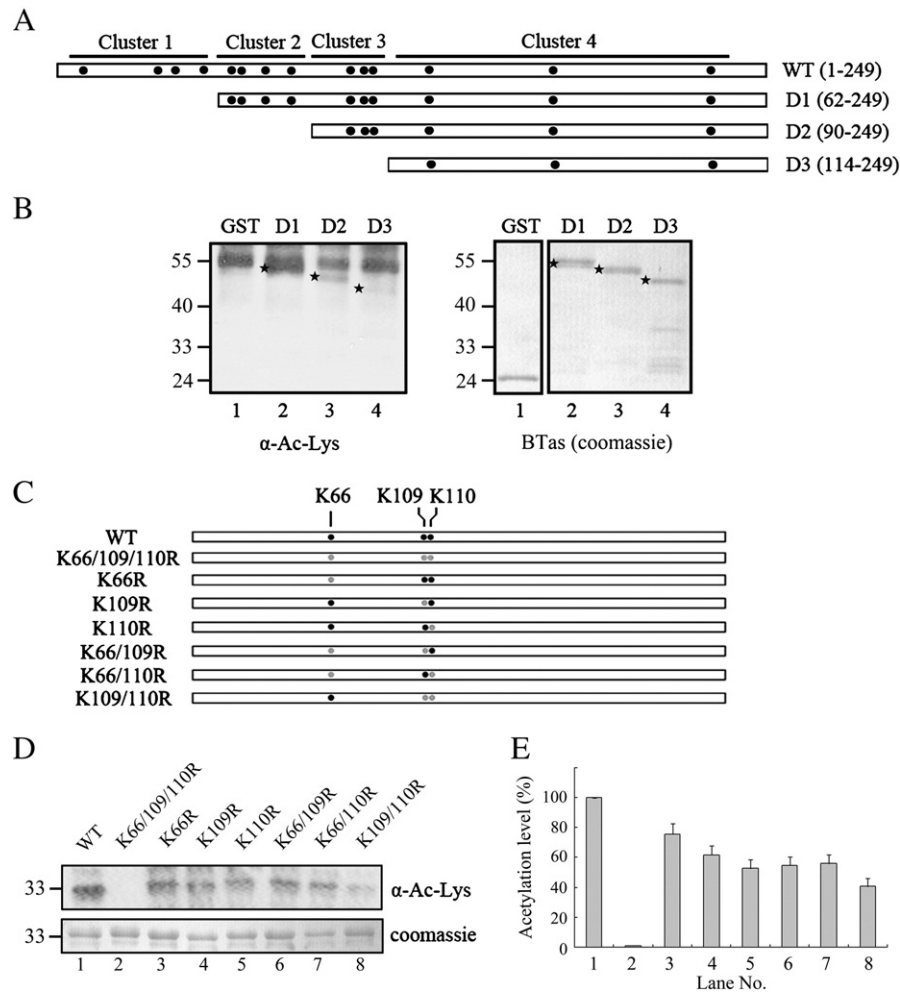 A
Cluster 1 Cluster 2 Cluster 3 Cluster 4
WT (1-249)
D1 (62-249)
D2 (90-249)
D3 (114-249)
B
GST D1 D2 D3
55
40
33
24
1 2 3 4
α-Ac-Lys
GST D1 D2 D3
55
40
33
24
1 2 3 4
BTas (coomassie)
C
K66 K109 K110
WT
K66/109/110R
K66R
K109R
K110R
K66/109R
K66/110R
K109/110R
D
WT K66/109/110R K66R K109R K110R K66/109R K66/110R K109/110R
33 α-Ac-Lys
33 coomassie
1 2 3 4 5 6 7 8
E
Acetylation level (%)
100
80
60
40
20
0
1 2 3 4 5 6 7 8
Lane No.